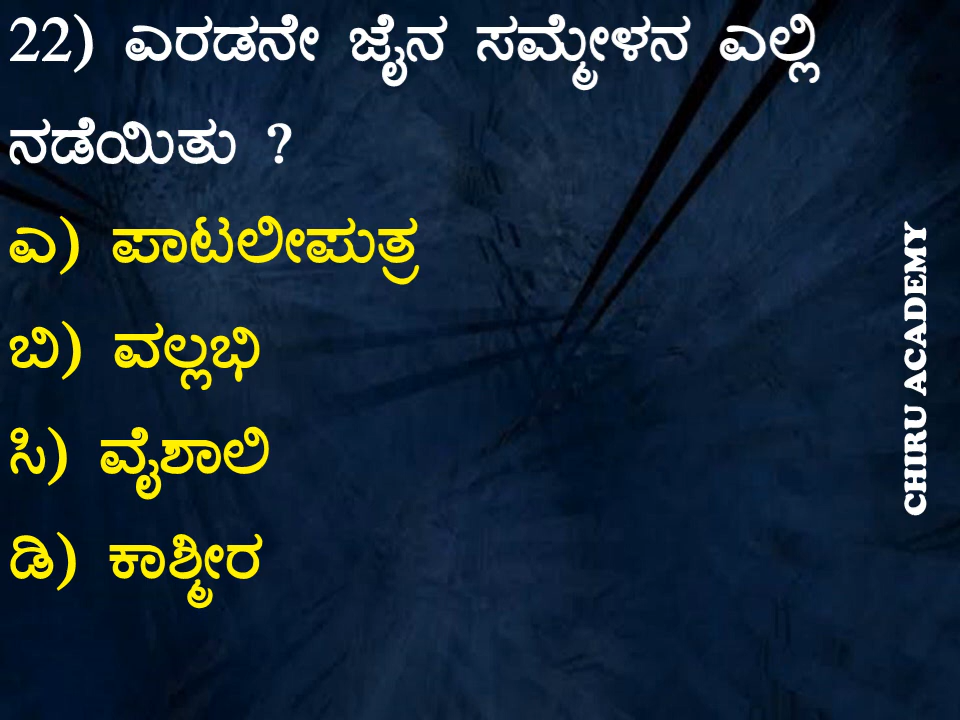 22) ಎರಡನೇ ಜೈನ ಸಮ್ಮೇಳನ ಎಲ್ಲಿ
ನಡೆಯಿತು ?
ಎ) ಪಾಟಲೀಪುತ್ರ
ಬಿ) ವಲ್ಲಭಿ
ಸಿ) ವೈಶಾಲಿ
ಡಿ) ಕಾಶ್ಮೀರ
CHIRU ACADEMY